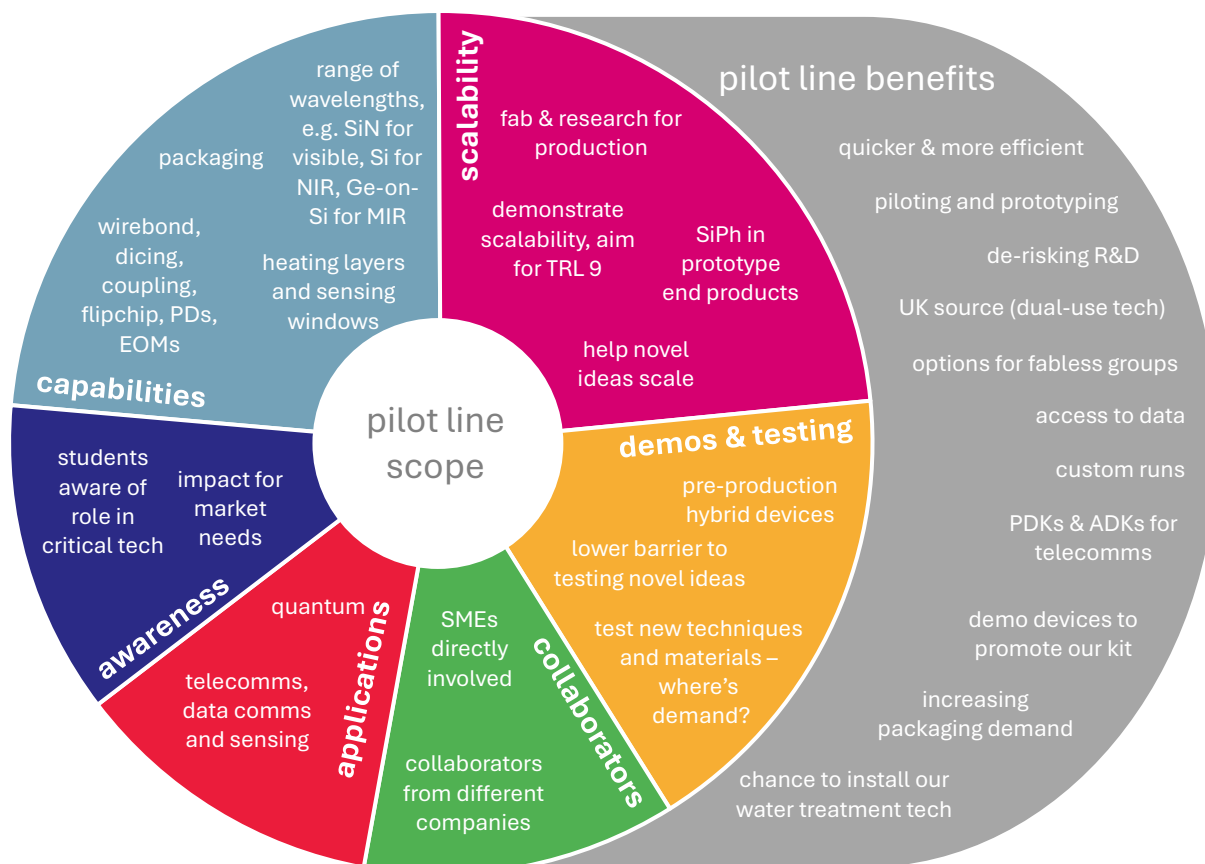 pilot line
scope
capabilities
packaging
range of
wavelengths,
e.g. SiN for
visible, Si for
NIR, Ge-on-
Si for MIR
wirebond,
dicing,
coupling,
flipchip, PDs,
EOMs
heating layers
and sensing
windows
scalability
fab & research for
production
demonstrate
scalability, aim
for TRL 9
SiPh in
prototype
end products
help novel
ideas scale
demos & testing
pre-production
hybrid devices
lower barrier to
testing novel ideas
test new techniques
and materials –
where's
demand?
collaborators
SMEs
directly
involved
collaborators
from different
companies
applications
quantum
telecomms,
data comms
and sensing
awareness
students
aware of
role in
critical tech
impact for
market
needs
pilot line benefits
quicker & more efficient
piloting and prototyping
de-risking R&D
UK source (dual-use tech)
options for fabless groups
access to data
custom runs
PDKs & ADKs for
telecomms
demo devices to
promote our kit
increasing
packaging demand
chance to install our
water treatment tech